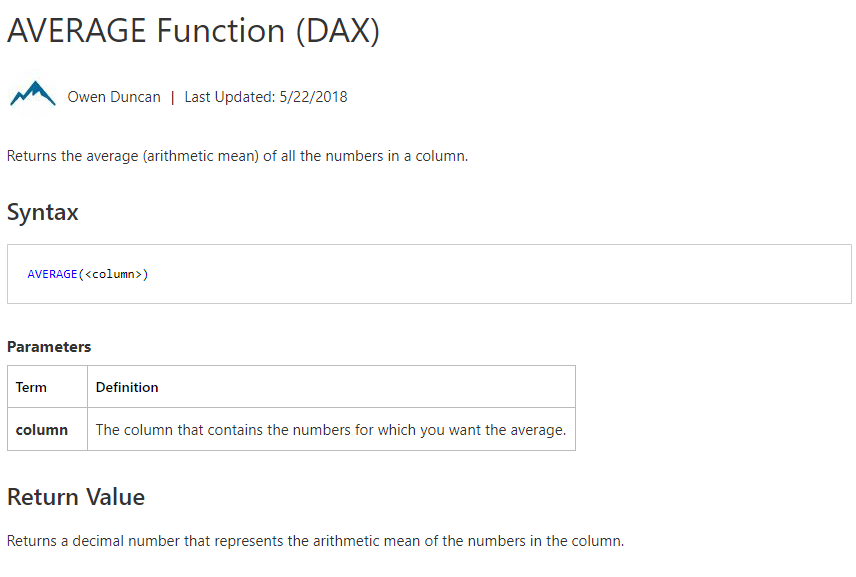 AVERAGE Function (DAX)
Owen Duncan | Last Updated: 5/22/2018
Returns the average (arithmetic mean) of all the numbers in a column.
Syntax
AVERAGE(<column>)
Parameters
Term Definition
column The column that contains the numbers for which you want the average.
Return Value
Returns a decimal number that represents the arithmetic mean of the numbers in the column.